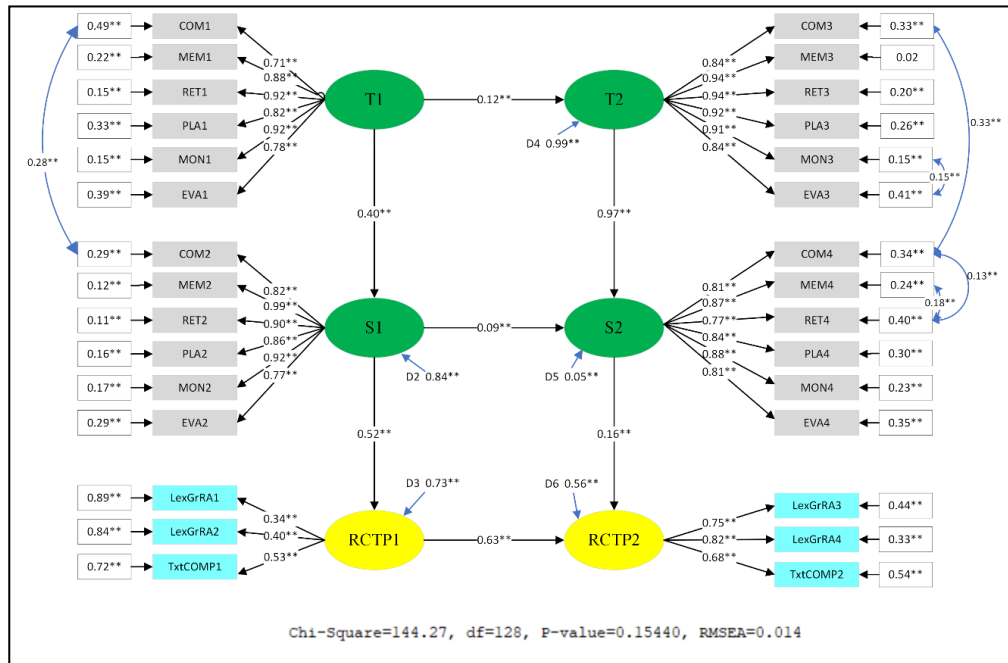 0.49** COM1 COM3 0.33**
0.22** MEM1 0.71** 0.84** MEM3 0.02
0.88** 0.94**
0.15** RET1 0.92** T1 0.12** T2 0.94** RET3 0.20**
0.82** 0.92**
0.33** PLA1 0.92** 0.91** PLA3 0.26** 0.33**
0.28** 0.15** MON1 0.78** D4 0.99** 0.84** MON3 0.15**
0.15**
0.39** EVA1 EVA3 0.41**
0.40** 0.97**
0.29** COM2 COM4 0.34**
0.13**
0.12** MEM2 0.82** 0.81** MEM4 0.24**
0.99** 0.87** 0.18**
0.11** RET2 0.90** S1 0.09** S2 0.77** RET4 0.40**
0.86** 0.84**
0.16** PLA2 0.92** 0.88** PLA4 0.30**
0.17** MON2 0.77** D2 0.84** D5 0.05** 0.81** MON4 0.23**
0.29** EVA2 EVA4 0.35**
0.52** 0.16**
0.89** LexGrRA1 D3 0.73** D6 0.56** LexGrRA3 0.44**
0.34** 0.75**
0.84** LexGrRA2 0.40** RCTP1 0.63** RCTP2 0.82** LexGrRA4 0.33**
0.53** 0.68**
0.72** TxtCOMP1 TxtCOMP2 0.54**
Chi-Square=144.27, df=128, P-value=0.15440, RMSEA=0.014